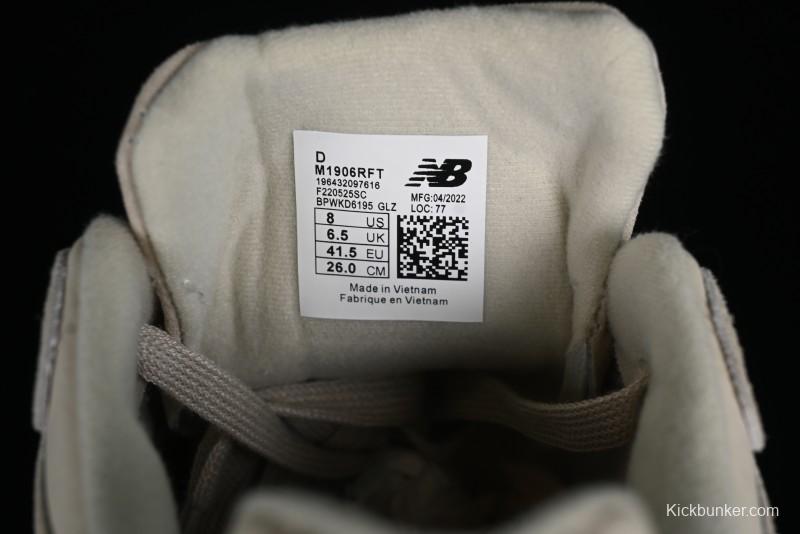 D
M1906RFT
196432097616
F220525SC
BPWKD6195 GLZ
NB
MFG:04/2022
LOC: 77
8 US
6.5 UK
41.5 EU
26.0 CM
Made in Vietnam
Fabrique en Vietnam
Kickbunker.com